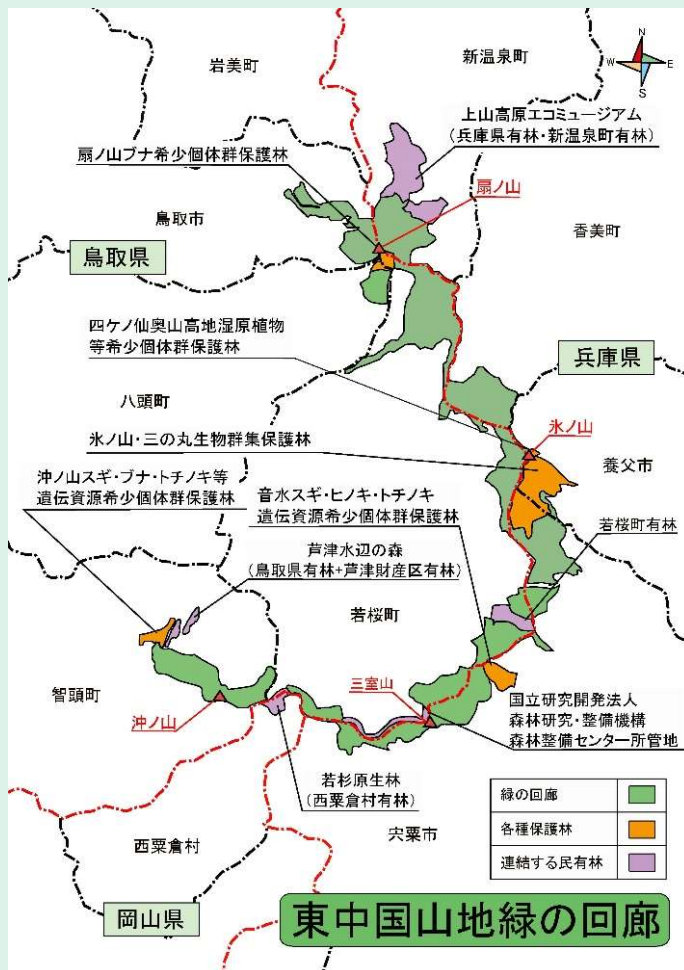 岩美町
新温泉町
N
W
E
S
上山高原エコミュージアム
(兵庫県有林・新温泉町有林)
扇ノ山ブナ希少個体群保護林
扇ノ山
鳥取市
香美町
鳥取県
四ケノ仙奥山高地湿原植物
等希少個体群保護林
兵庫県
八頭町
氷ノ山
氷ノ山・三の丸生物群集保護林
養父市
沖ノ山スギ・ブナ・トチノキ等
遺伝資源希少個体群保護林
音水スギ・ヒノキ・トチノキ
遺伝資源希少個体群保護林
若桜町有林
芦津水辺の森
(鳥取県有林+芦津財産区有林)
若桜町
智頭町
三室山
沖ノ山
国立研究開発法人
森林研究・整備機構
森林整備センター所管地
若杉原生林
(西粟倉村有林)
緑の回廊
各種保護林
連結する民有林
宍粟市
西粟倉村
岡山県
東中国山地緑の回廊